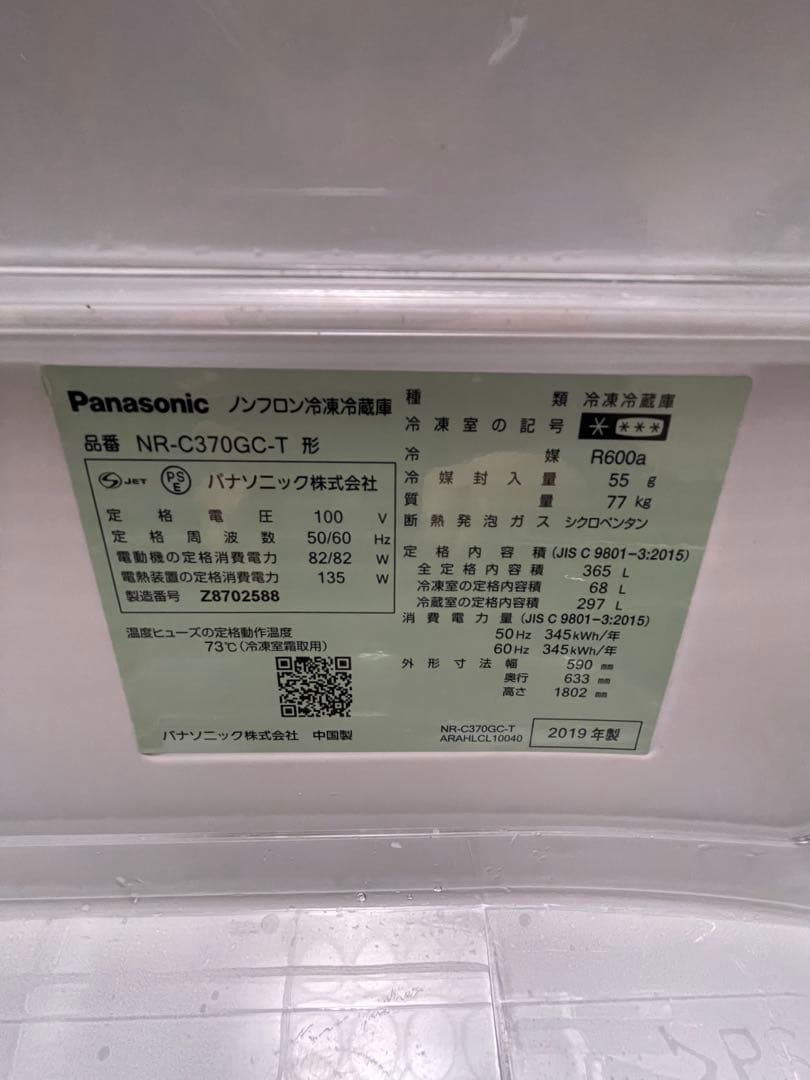 Panasonic ノンフロン冷凍冷蔵庫
品番 NR-C370GC-T 形
JET PSE パナソニック株式会社
定格電圧 100 V
定格周波数 50/60 Hz
電動機の定格消費電力 82/82 W
電熱装置の定格消費電力 135 W
製造番号 Z8702588
温度ヒューズの定格動作温度
73℃(冷凍室霜取用)
パナソニック株式会社 中国製
種類 冷凍冷蔵庫
冷凍室の記号 * ***
冷媒 R600a
冷媒封入量 55 g
質量 77 kg
断熱発泡ガス シクロペンタン
定格内容積 (JIS C 9801-3:2015)
全定格内容積 365 L
冷凍室の定格内容積 68 L
冷蔵室の定格内容積 297 L
消費電力量 (JIS C 9801-3:2015)
50Hz 345kWh/年
60Hz 345kWh/年
外形寸法 幅 590 mm
奥行 633 mm
高さ 1802 mm
NR-C370GC-T
ARAHLCL10040
2019年製